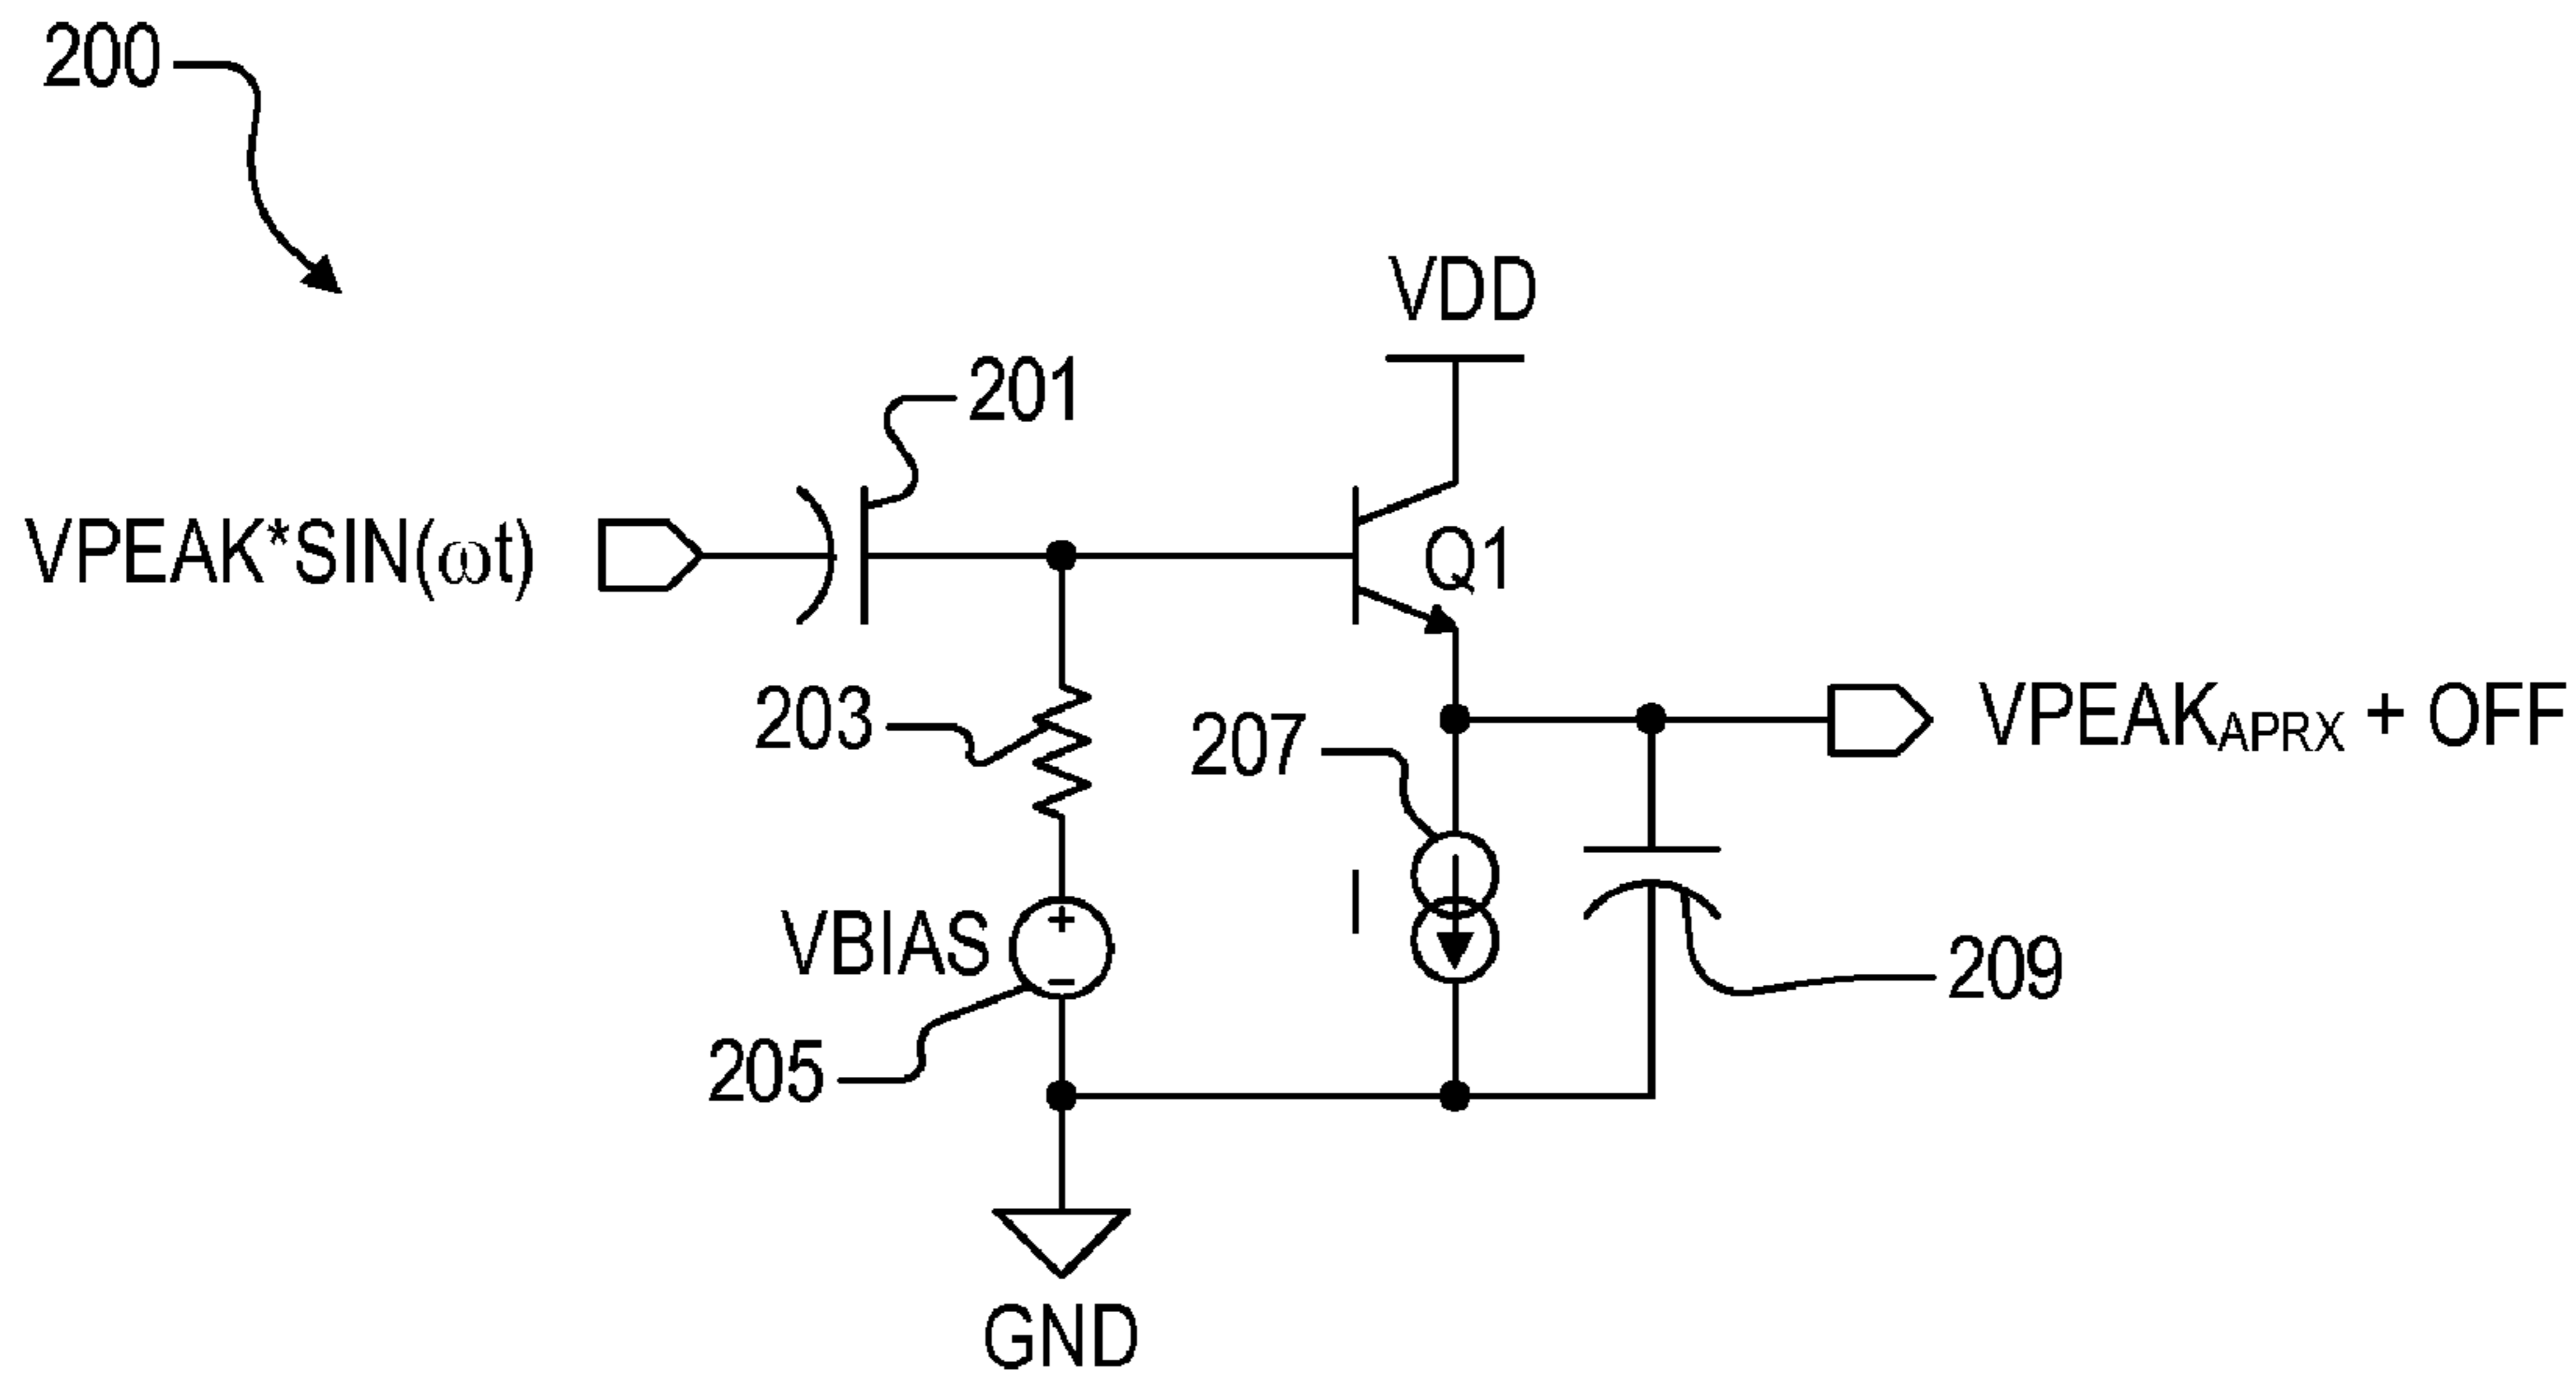 200
VDD
201
VPEAK*SIN(ωt)
Q1
203
207
VPEAKAPRX + OFF
I
VBIAS
+
−
209
205
GND